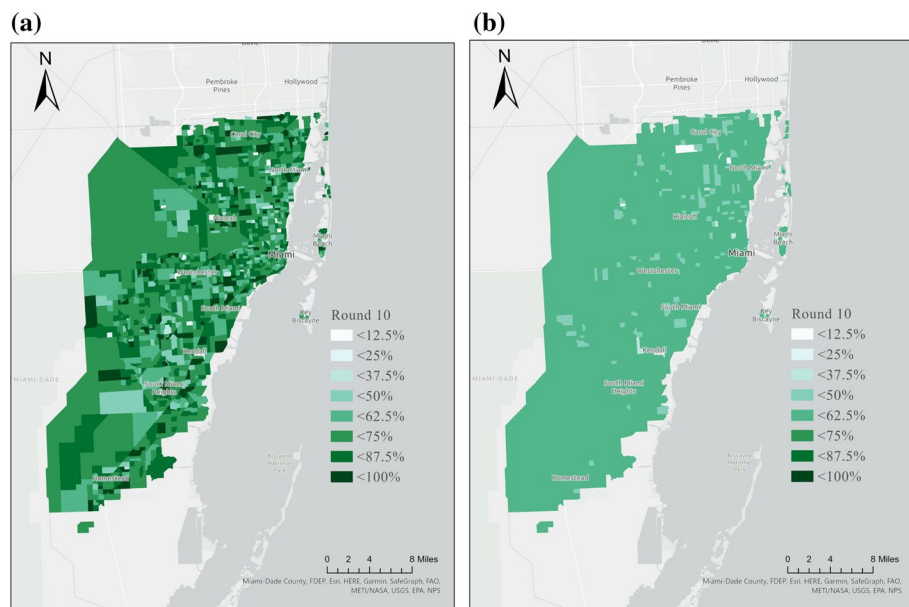 (a)
N
Davie
Pembroke
Pines
Hollywood
Carol City
North Miami
Hialeah
Miami
Beach
Miami
Westchester
South Miami
Key
Biscayne
Kendall
South Miami
Heights
MIAMI-DADE
Homestead
Biscayne
National
Park
Round 10
<12.5%
<25%
<37.5%
<50%
<62.5%
<75%
<87.5%
<100%
0 2 4 8 Miles
Miami-Dade County, FDEP, Esri, HERE, Garmin, SafeGraph, FAO,
METI/NASA, USGS, EPA, NPS
(b)
N
Davie
Pembroke
Pines
Hollywood
Carol City
North Miami
Hialeah
Miami
Beach
Miami
Westchester
South Miami
Key
Biscayne
Kendall
South Miami
Heights
MIAMI-DADE
Homestead
Biscayne
National
Park
Round 10
<12.5%
<25%
<37.5%
<50%
<62.5%
<75%
<87.5%
<100%
0 2 4 8 Miles
Miami-Dade County, FDEP, Esri, HERE, Garmin, SafeGraph, FAO,
METI/NASA, USGS, EPA, NPS